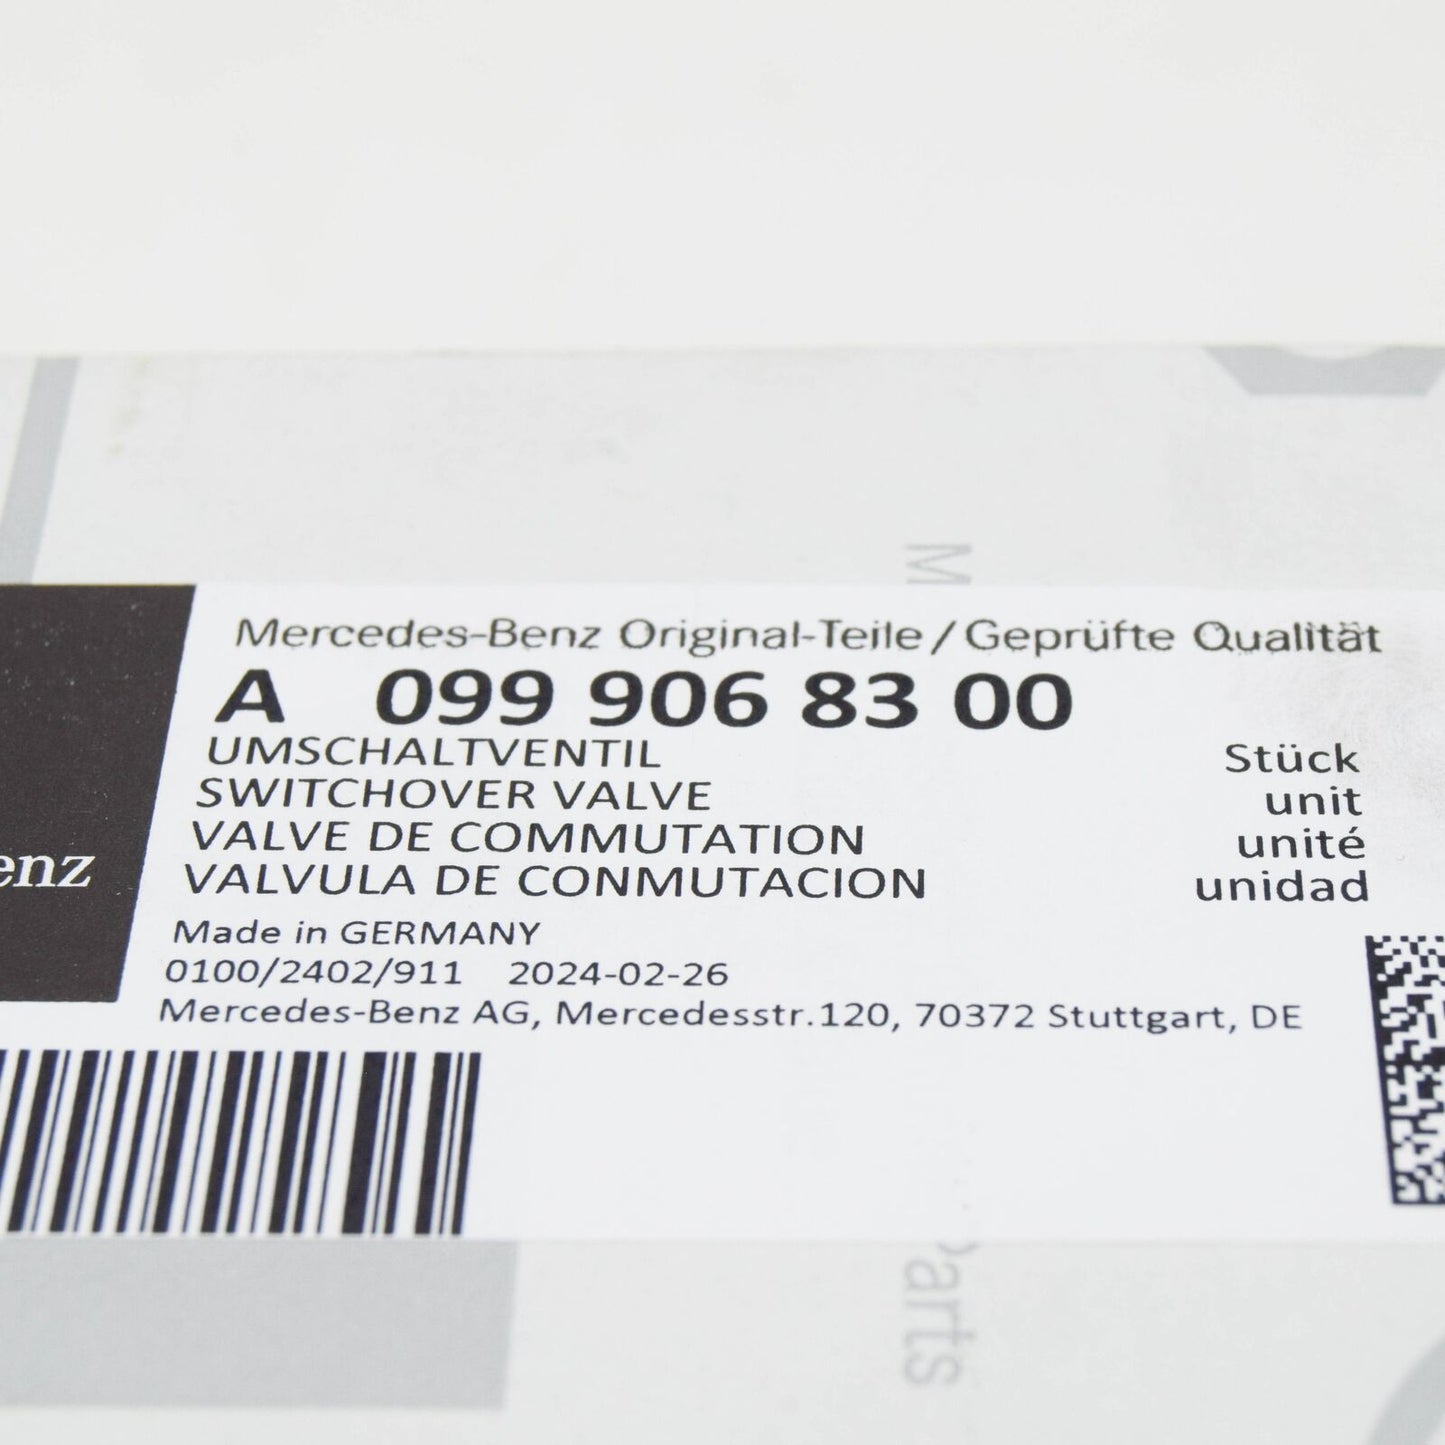 M
Mercedes-Benz Original-Teile / Geprüfte Qualität
A 099 906 83 00
UMSCHALTVENTIL Stück
SWITCHOVER VALVE unit
VALVE DE COMMUTATION unité
VALVULA DE CONMUTACION unidad
enz
Made in GERMANY
0100/2402/911 2024-02-26
Mercedes-Benz AG, Mercedesstr.120, 70372 Stuttgart, DE
Parts